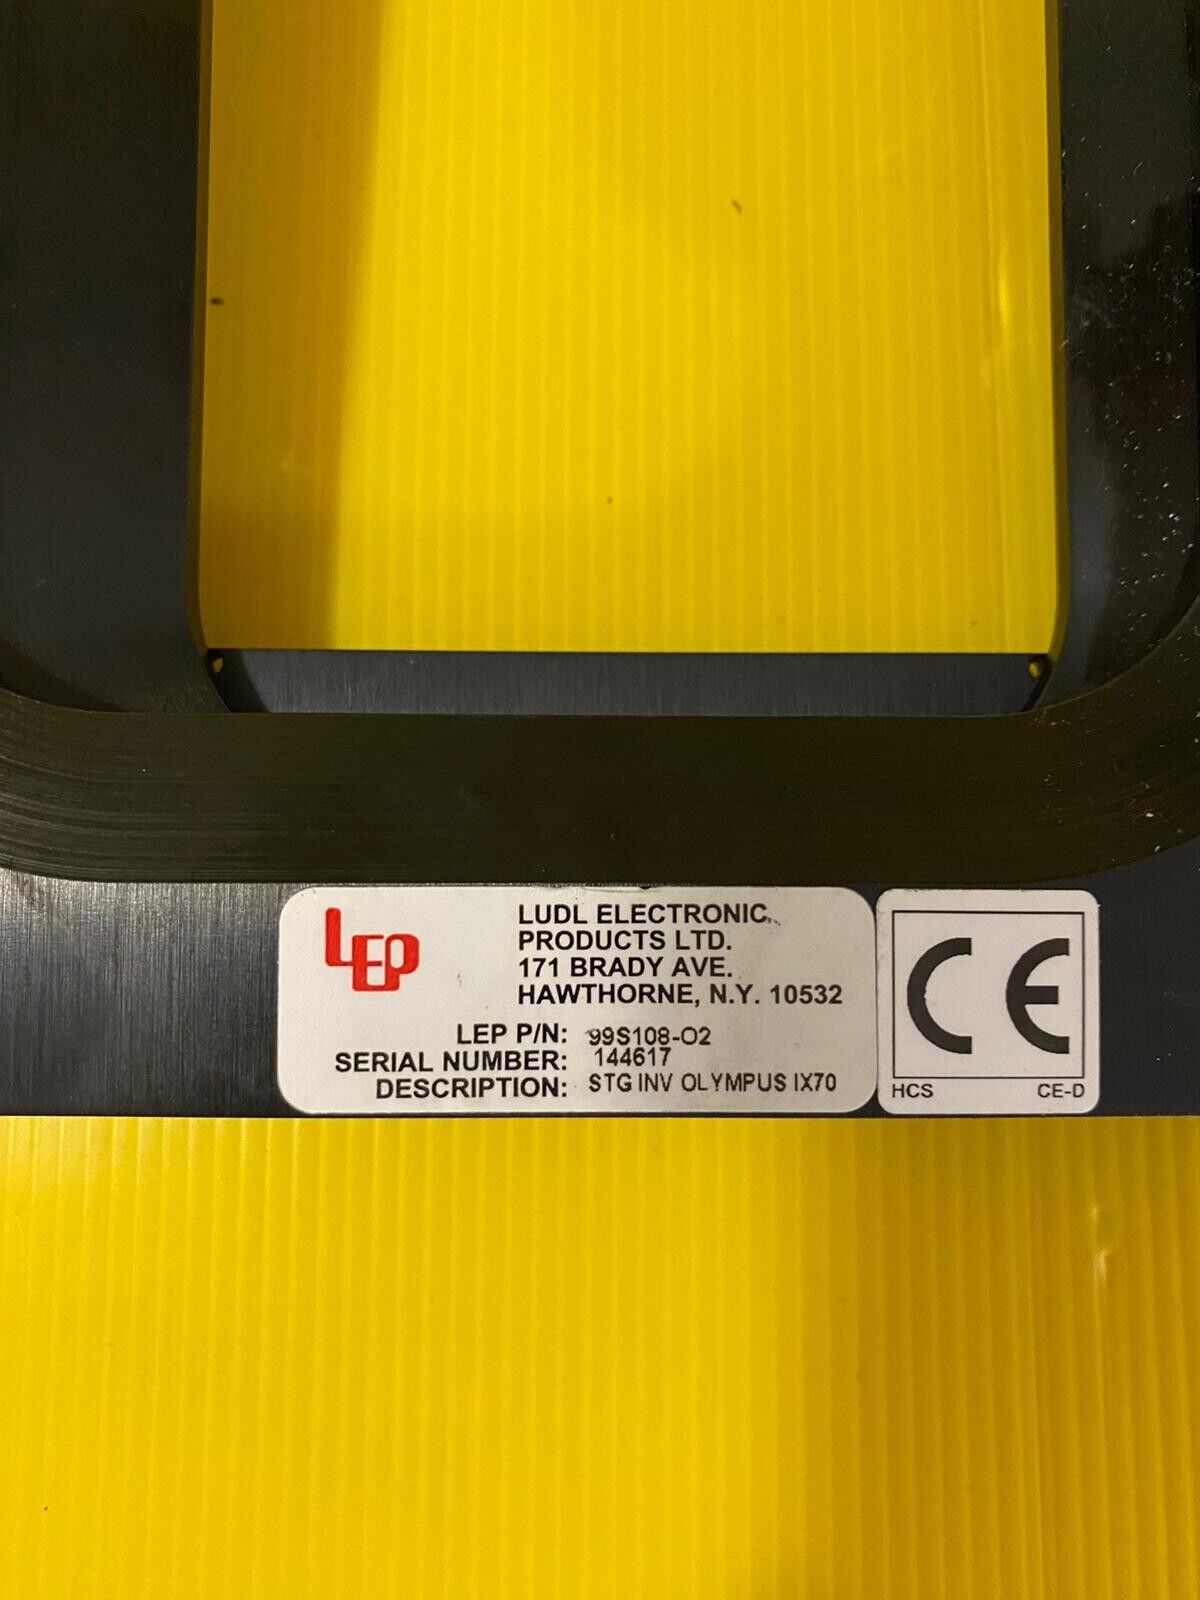 LEP
LUDL ELECTRONIC
PRODUCTS LTD.
171 BRADY AVE.
HAWTHORNE, N.Y. 10532
LEP P/N: 99S108-O2
SERIAL NUMBER: 144617
DESCRIPTION: STG INV OLYMPUS IX70
CE
HCS CE-D